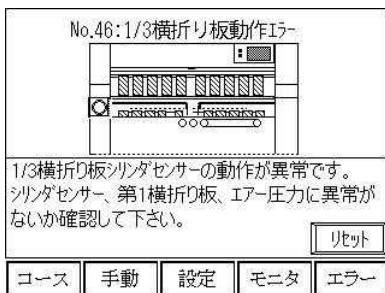 No.46:1/3横折り板動作ｴﾗｰ
1/3横折り板ｼﾘﾝﾀﾞｾﾝｻｰの動作が異常です。
ｼﾘﾝﾀﾞｾﾝｻｰ、第1横折り板、ｴｱｰ圧力に異常が
ないか確認して下さい。
ﾘｾｯﾄ
コース 手動 設定 モニタ エラー